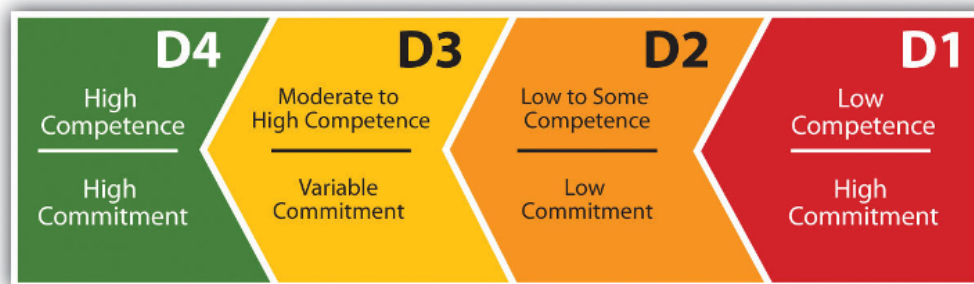 D4
High
Competence
High
Commitment
D3
Moderate to
High Competence
Variable
Commitment
D2
Low to Some
Competence
Low
Commitment
D1
Low
Competence
High
Commitment